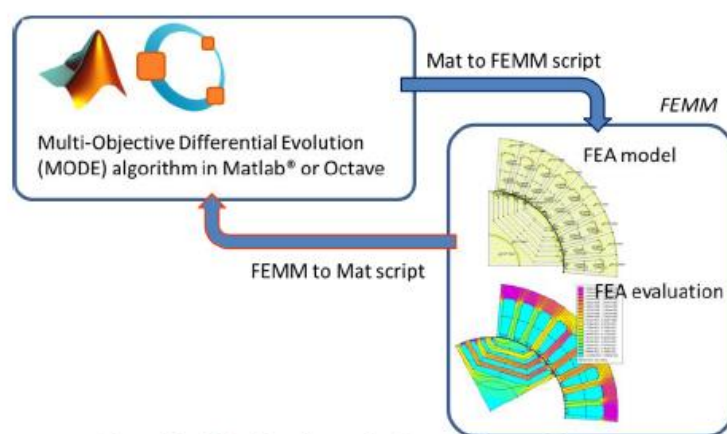 Mat to FEMM script
FEMM
Multi-Objective Differential Evolution
(MODE) algorithm in Matlab® or Octave
FEA model
FEMM to Mat script
FEA evaluation